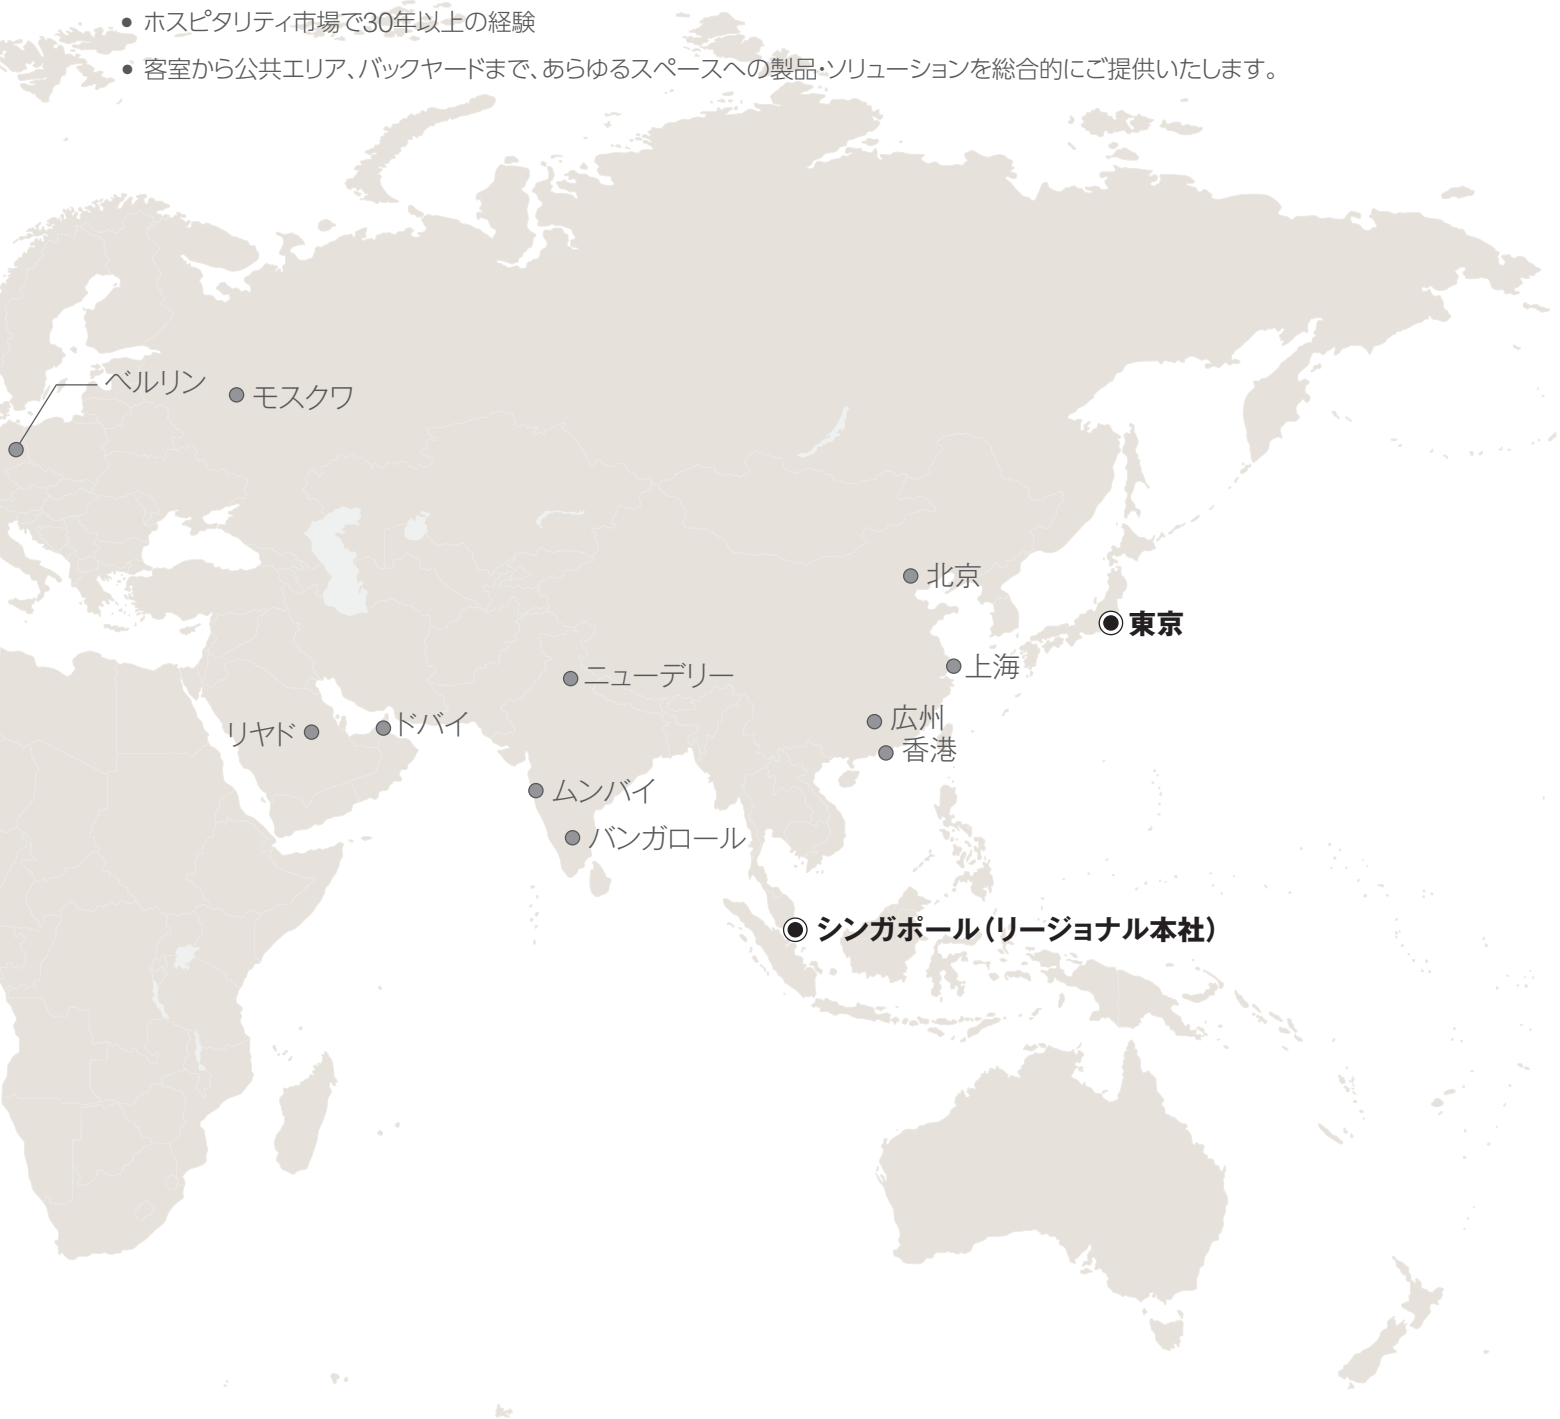 • ホスピタリティ市場で30年以上の経験
• 客室から公共エリア、バックヤードまで、あらゆるスペースへの製品・ソリューションを総合的にご提供いたします。
ベルリン
モスクワ
北京
東京
上海
ニューデリー
広州
リヤド
ドバイ
香港
ムンバイ
バンガロール
シンガポール（リージョナル本社）